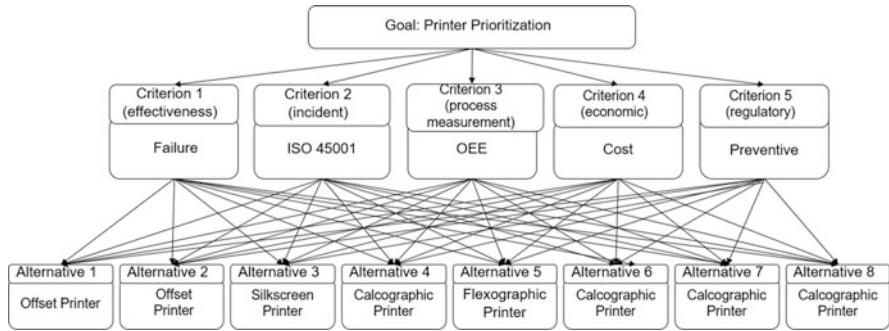 Goal: Printer Prioritization
Criterion 1
(effectiveness)
Failure
Criterion 2
(incident)
ISO 45001
Criterion 3
(process
measurement)
OEE
Criterion 4
(economic)
Cost
Criterion 5
(regulatory)
Preventive
Alternative 1
Offset Printer
Alternative 2
Offset
Printer
Alternative 3
Silkscreen
Printer
Alternative 4
Calcographic
Printer
Alternative 5
Flexographic
Printer
Alternative 6
Calcographic
Printer
Alternative 7
Calcographic
Printer
Alternative 8
Calcographic
Printer